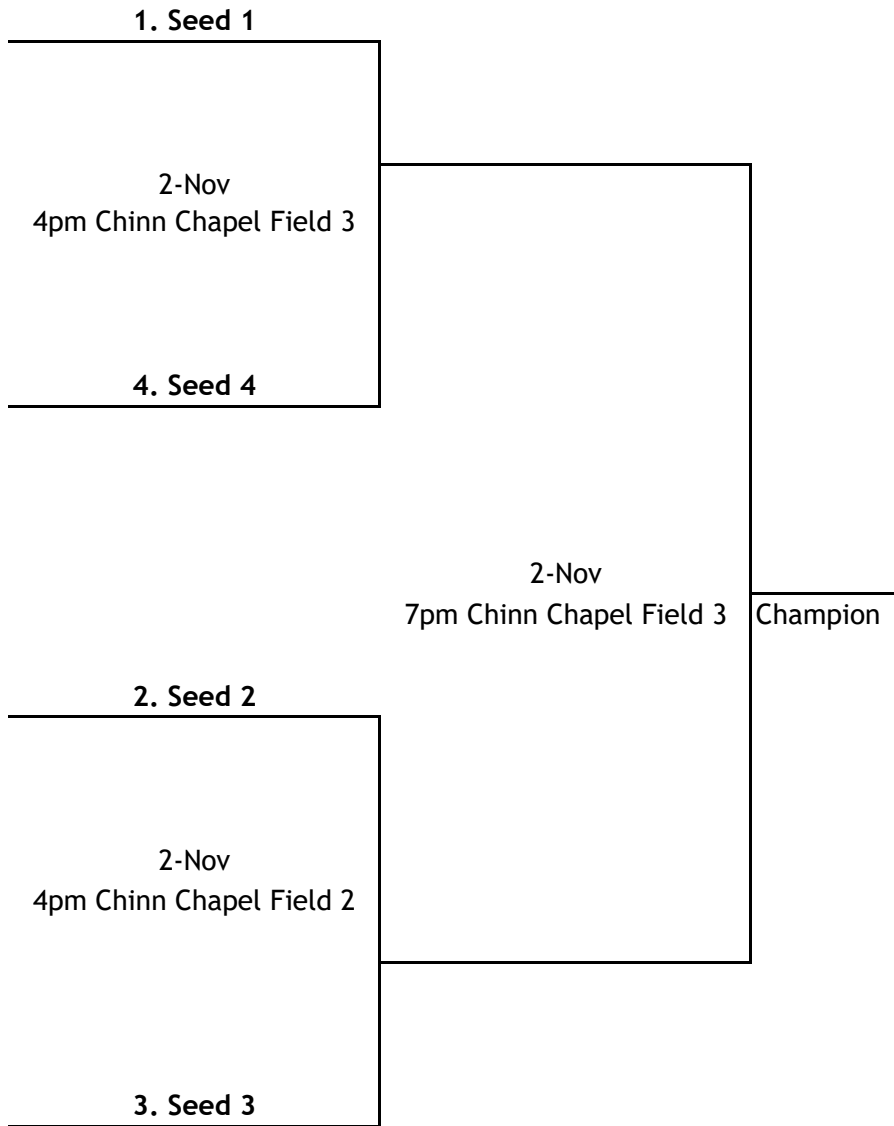 1. Seed 1
2-Nov
4pm Chinn Chapel Field 3
4. Seed 4
2-Nov
7pm Chinn Chapel Field 3
Champion
2. Seed 2
2-Nov
4pm Chinn Chapel Field 2
3. Seed 3